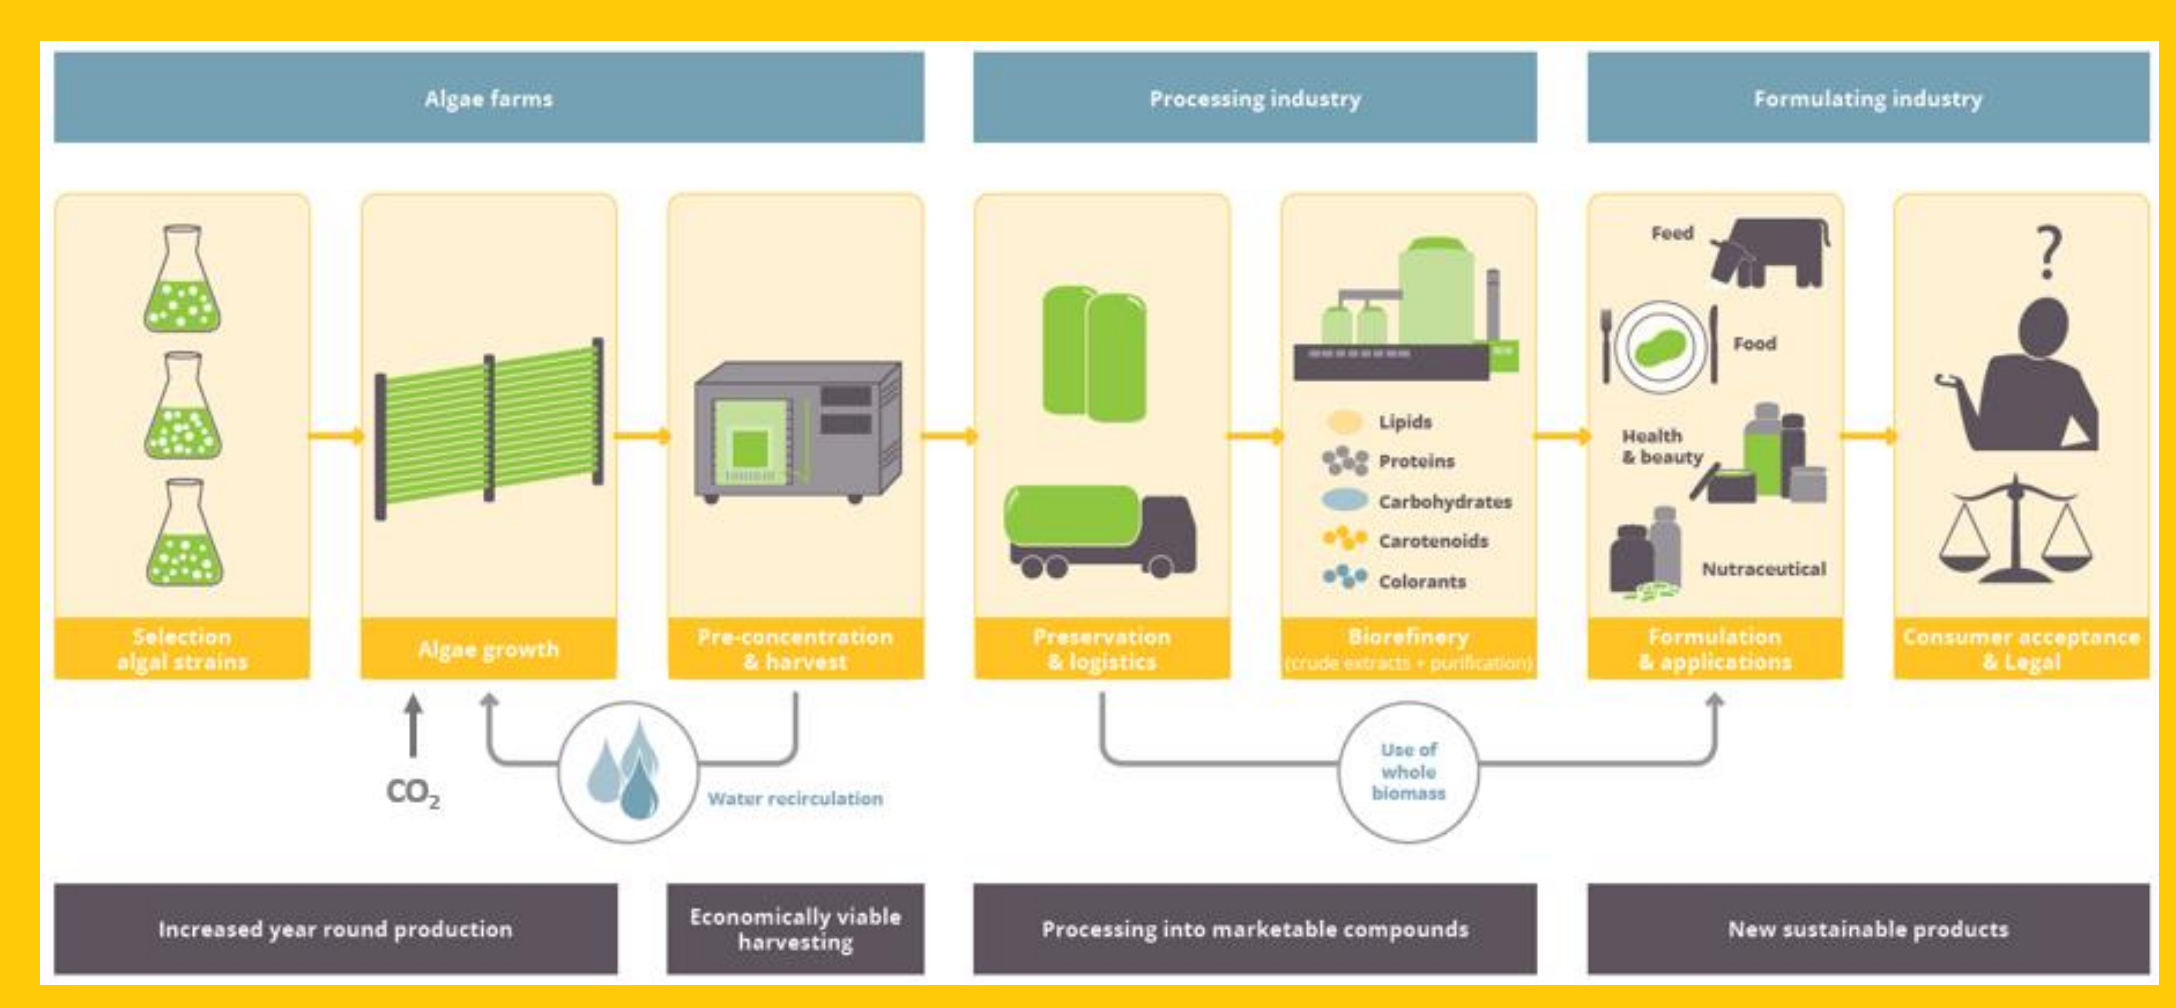 Algae farms
Processing industry
Formulating industry
Selection
algal strains
Algae growth
Pre-concentration
& harvest
Preservation
& logistics
Lipids
Proteins
Carbohydrates
Carotenoids
Colorants
Biorefinery
(crude extracts + purification)
Feed
Food
Health
& beauty
Nutraceutical
Formulation
& applications
?
Consumer acceptance
& Legal
CO₂
Water recirculation
Use of
whole
biomass
Increased year round production
Economically viable
harvesting
Processing into marketable compounds
New sustainable products